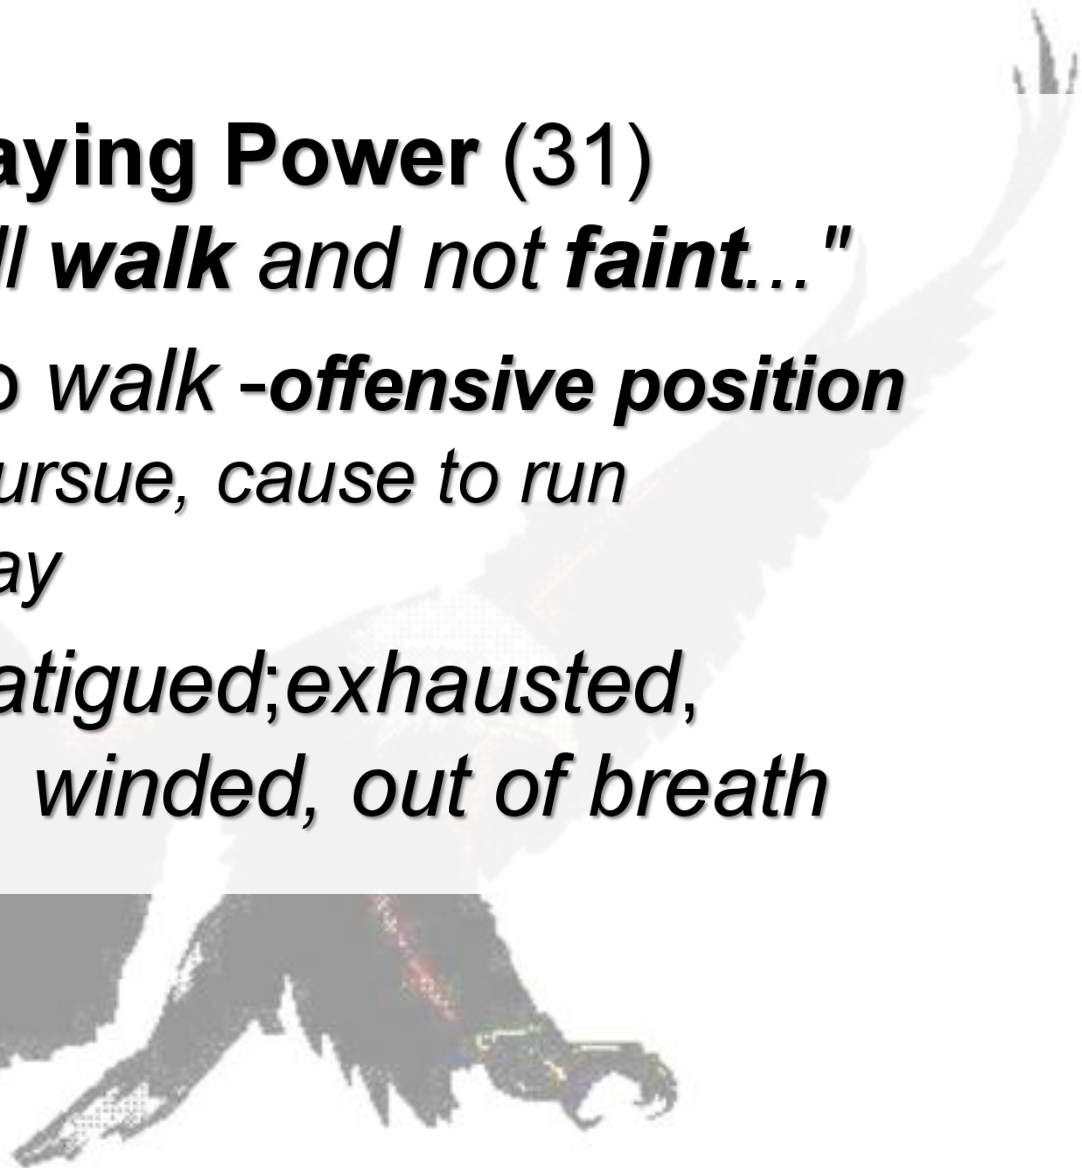 aying Power (31)
ll walk and not faint..."
o walk -offensive position
ursue, cause to run
ay
atigued;exhausted,
winded, out of breath